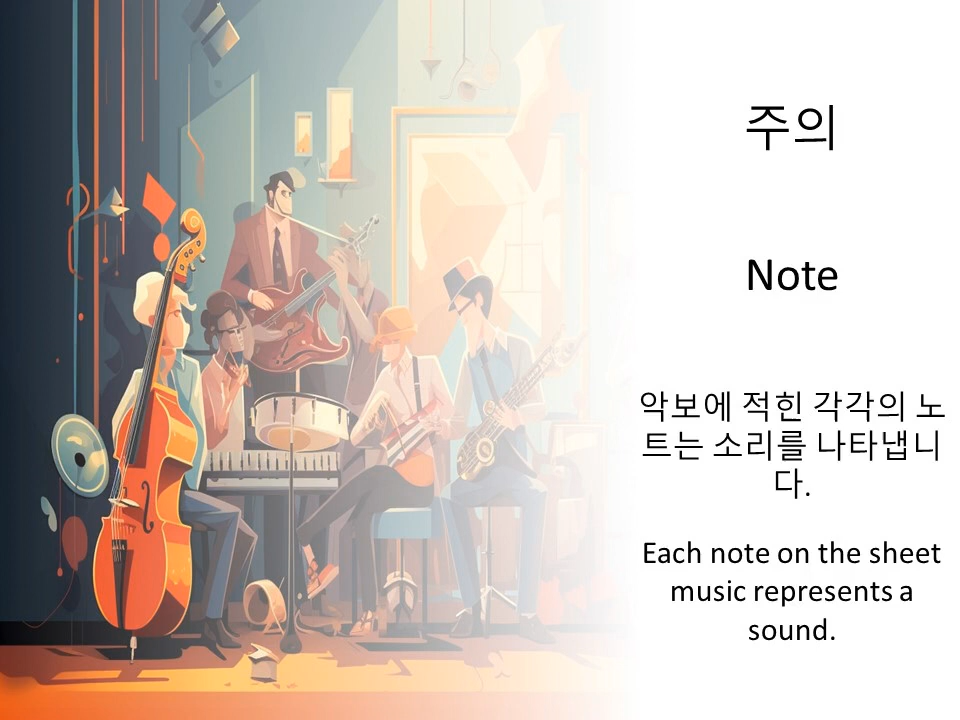 주의
Note
악보에 적힌 각각의 노
트는 소리를 나타냅니
다.
Each note on the sheet
music represents a
sound.